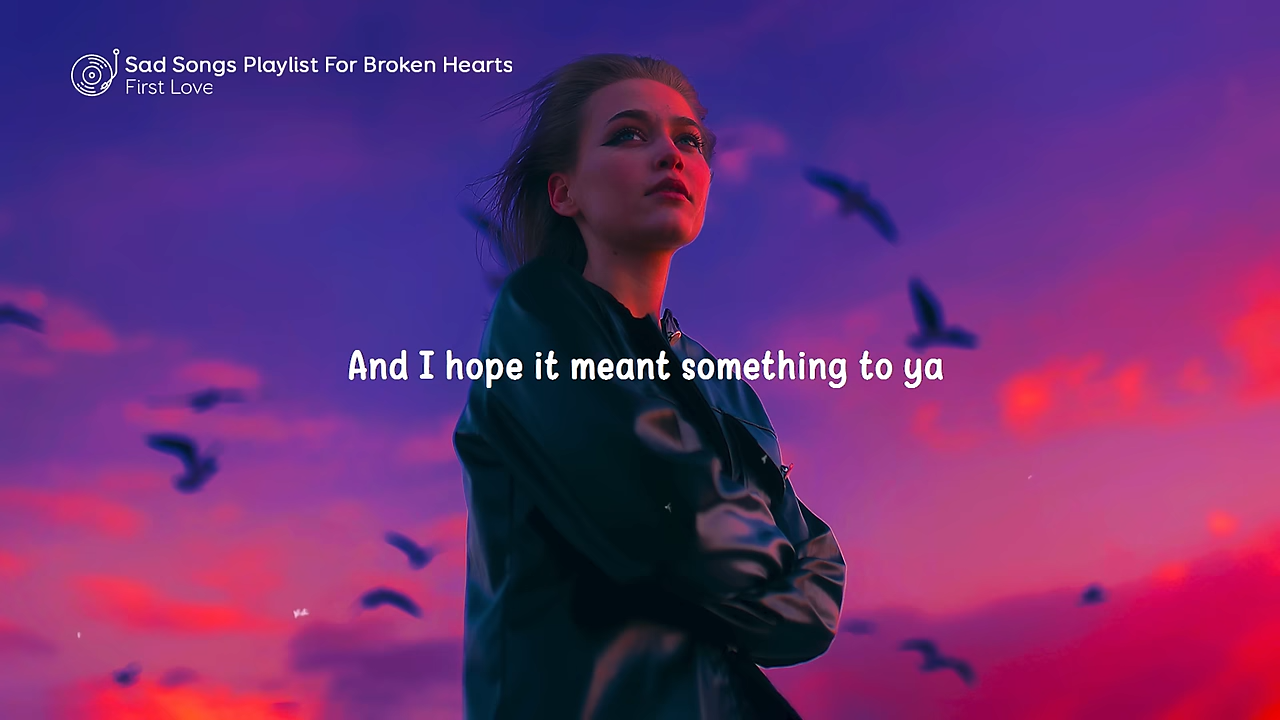 Sad Songs Playlist For Broken Hearts
First Love
And I hope it meant something to ya